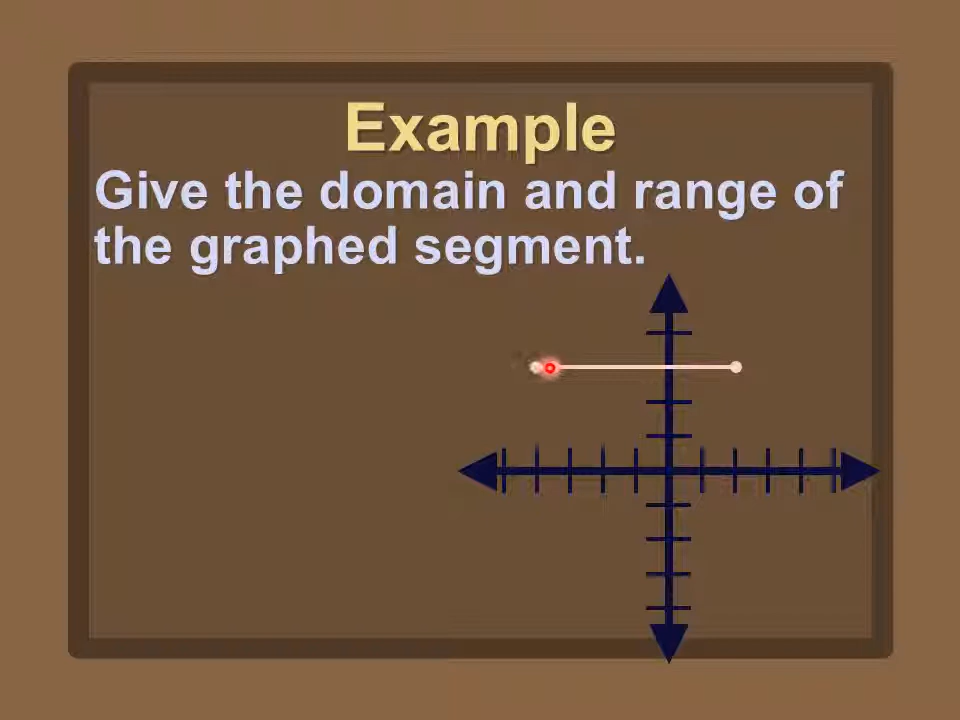 Example
Give the domain and range of
the graphed segment.